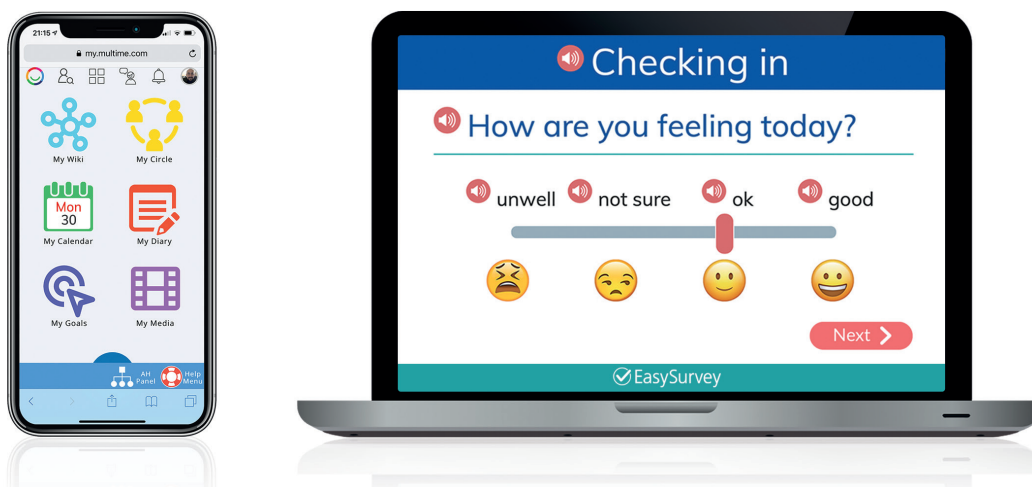 21:15
my.multime.com
My Wiki
My Circle
Mon
30
My Calendar
My Diary
My Goals
My Media
AH
Panel
Help
Menu
Checking in
How are you feeling today?
unwell not sure ok good
Next
EasySurvey